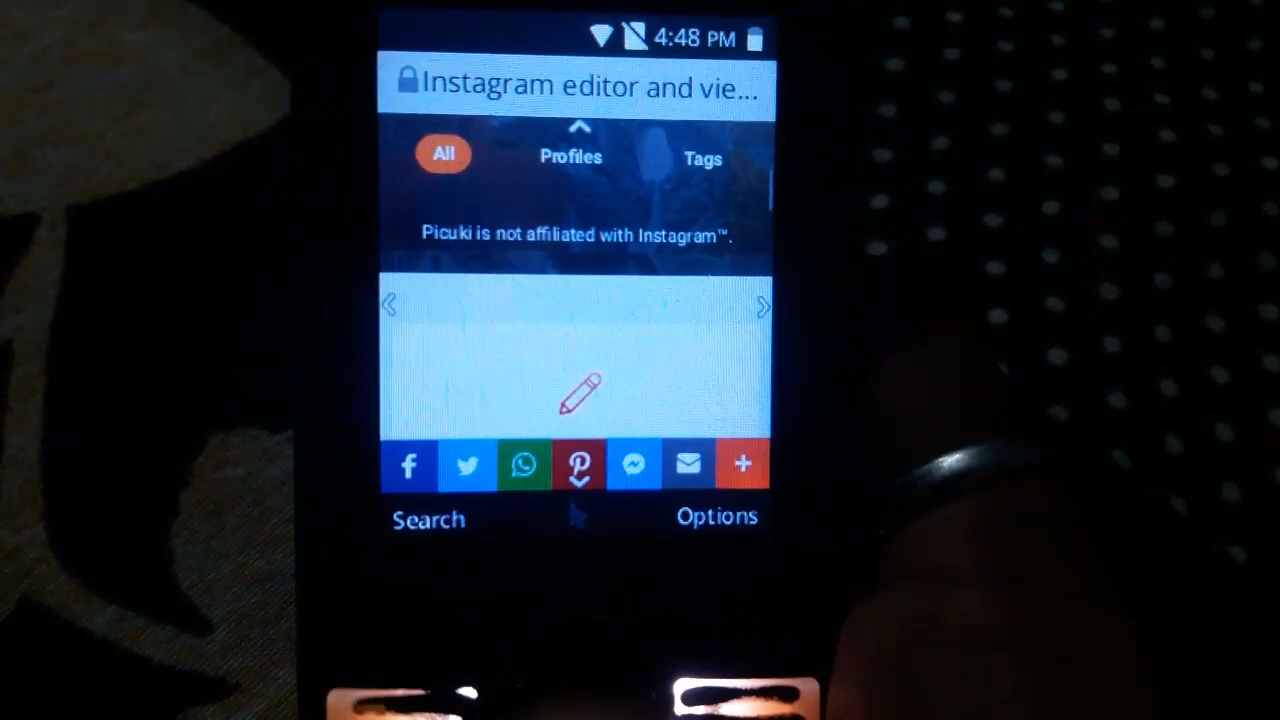 4:48 PM
Instagram editor and vie...
All Profiles Tags
Picuki is not affiliated with Instagram™.
Search Options